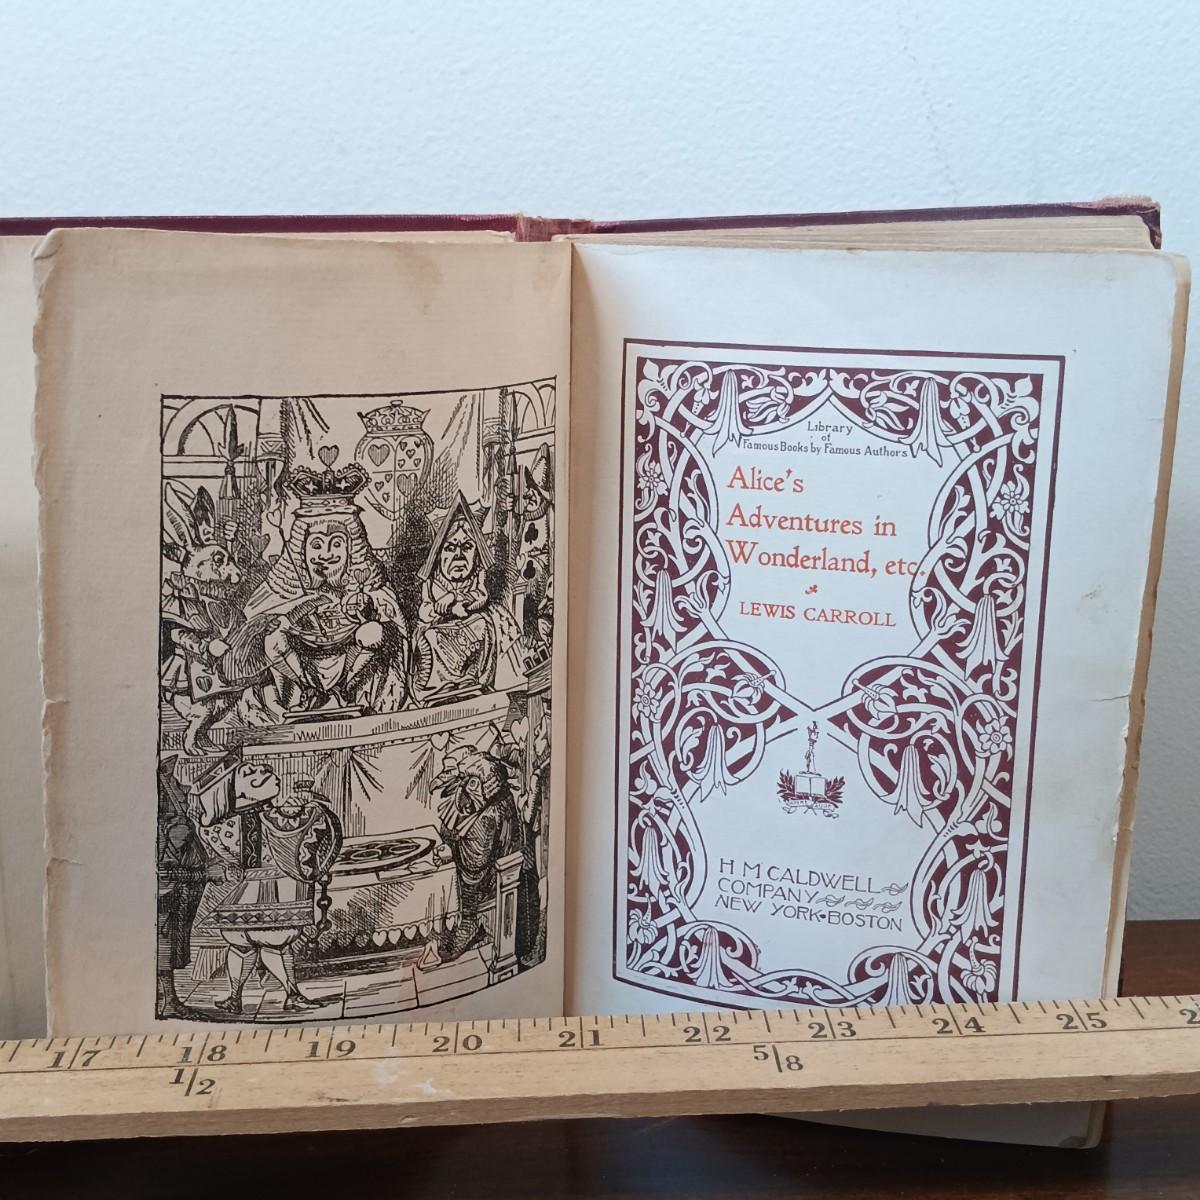 Library
of
Famous Books by Famous Authors
Alice's
Adventures in
Wonderland, etc.
LEWIS CARROLL
H M CALDWELL
COMPANY
NEW YORK•BOSTON
17 18 19 20 21 22 23 24 25 2
1/2 5/8